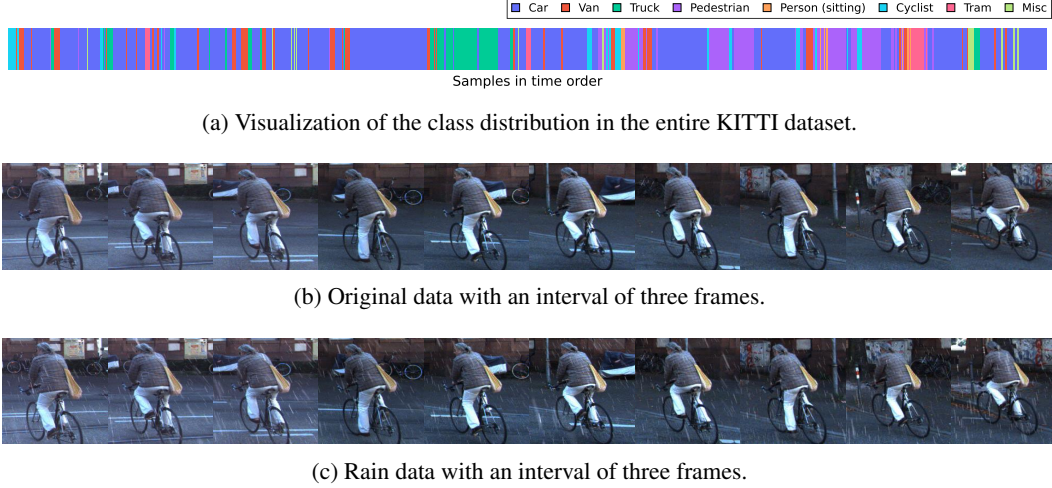 Car Van Truck Pedestrian Person (sitting) Cyclist Tram Misc
Samples in time order
(a) Visualization of the class distribution in the entire KITTI dataset.
(b) Original data with an interval of three frames.
(c) Rain data with an interval of three frames.